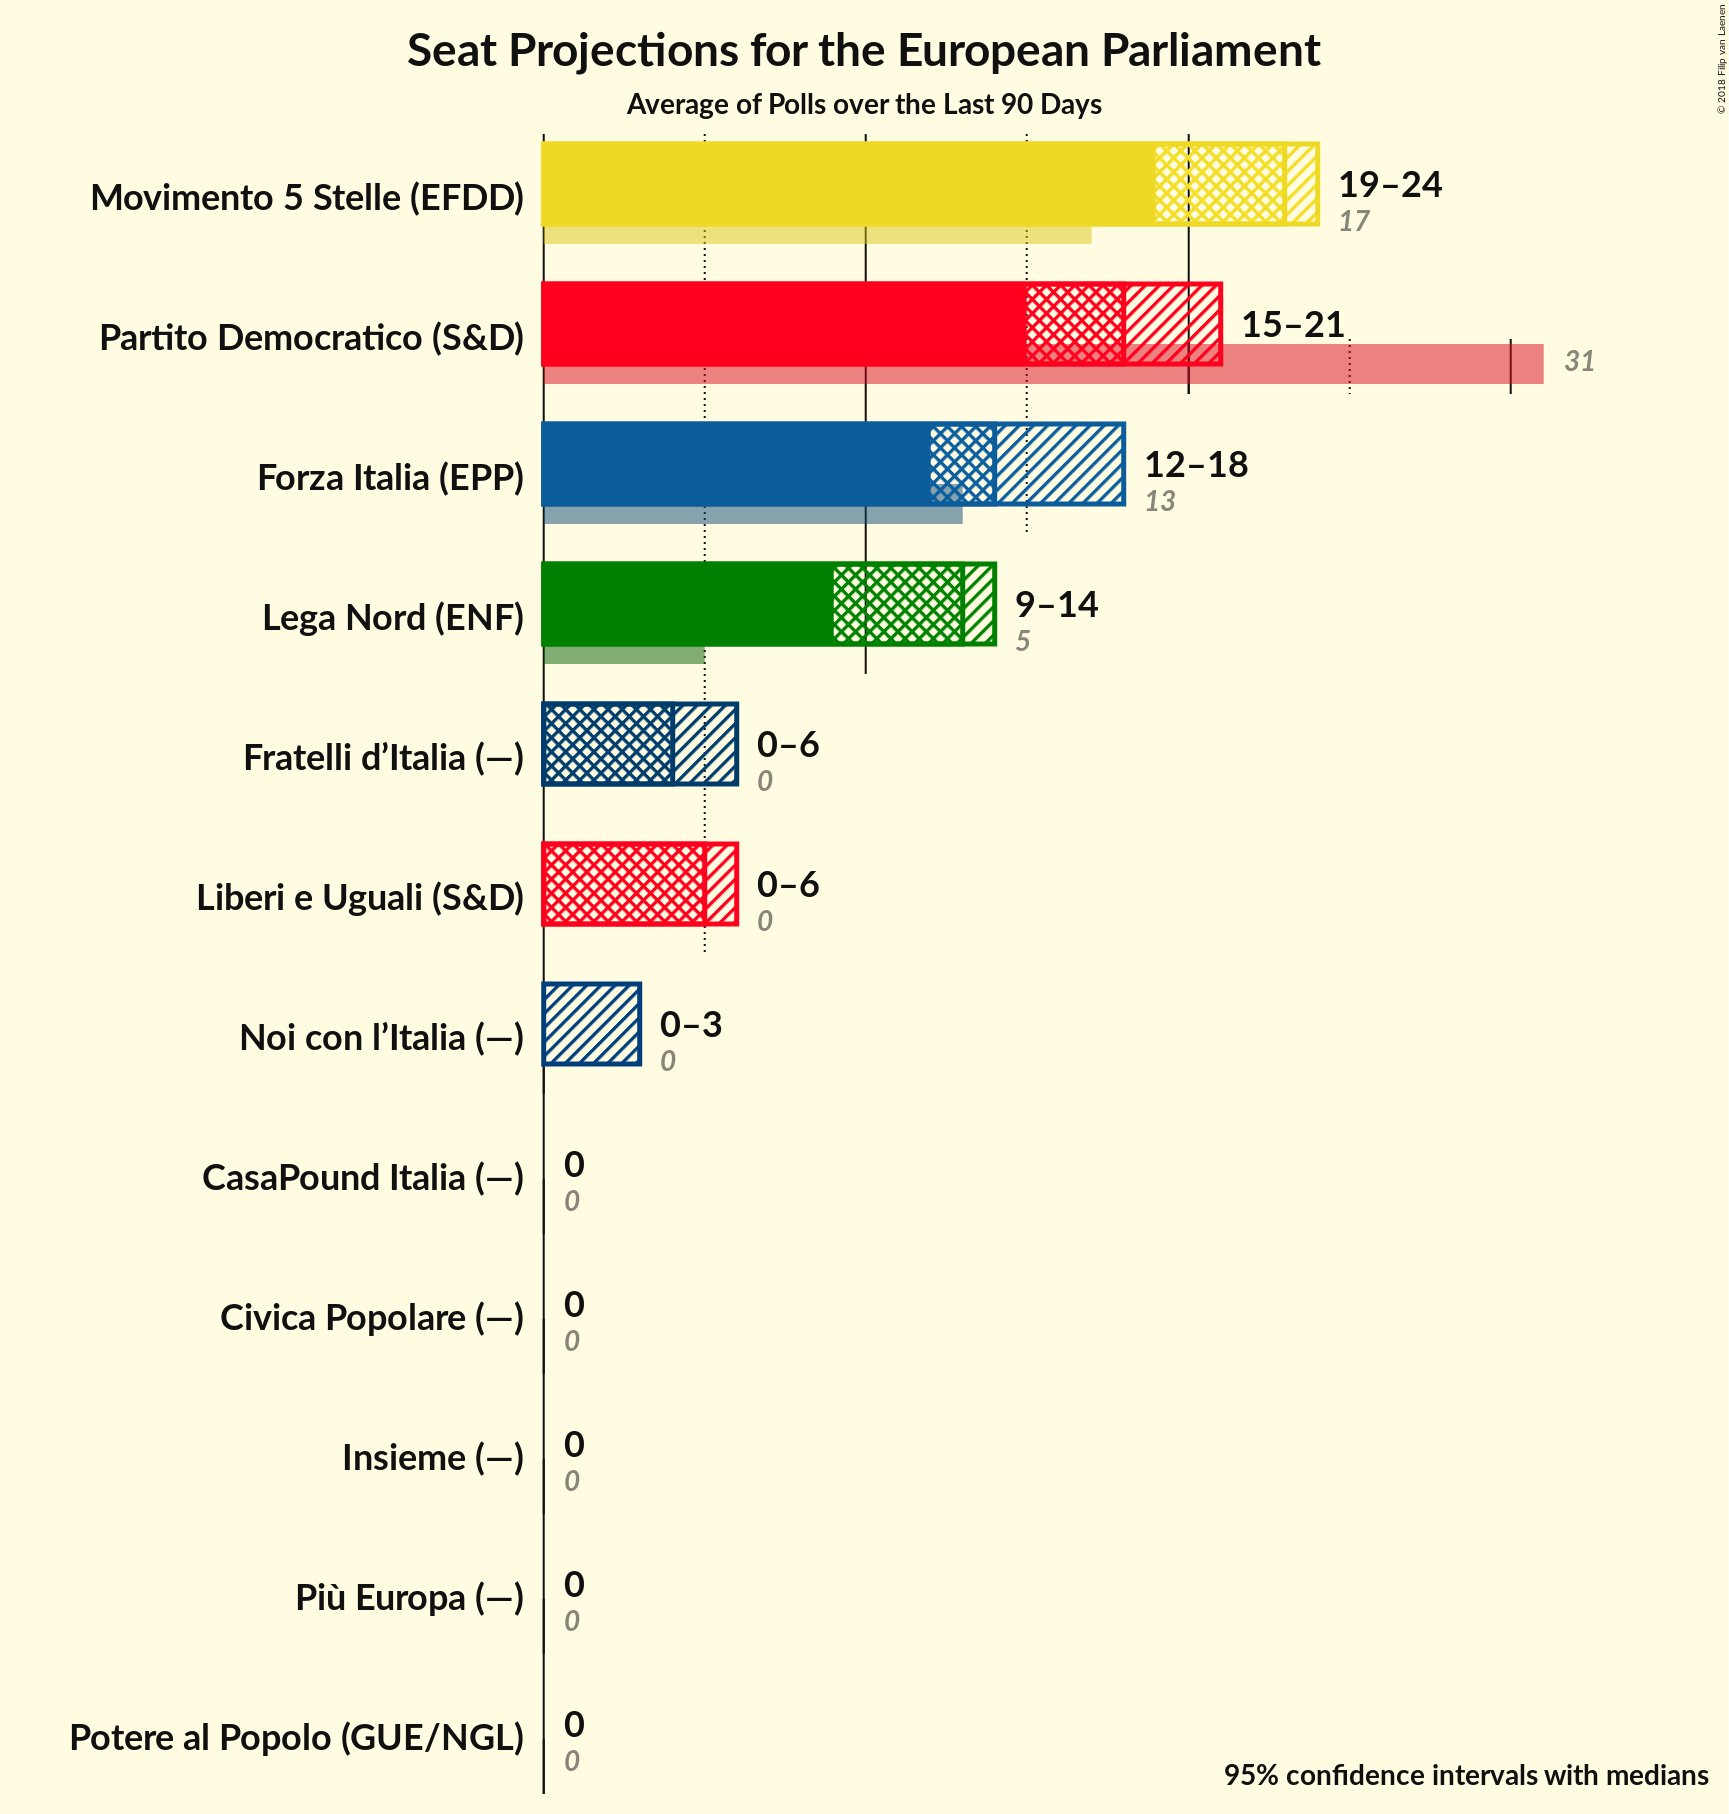 Seat Projections for the European Parliament
Average of Polls over the Last 90 Days
© 2018 Filip van Laenen
Movimento 5 Stelle (EFDD)
19–24
17
Partito Democratico (S&D)
15–21
31
Forza Italia (EPP)
12–18
13
Lega Nord (ENF)
9–14
5
Fratelli d’Italia (—)
0–6
0
Liberi e Uguali (S&D)
0–6
0
Noi con l’Italia (—)
0–3
0
CasaPound Italia (—)
0
0
Civica Popolare (—)
0
0
Insieme (—)
0
0
Più Europa (—)
0
0
Potere al Popolo (GUE/NGL)
0
0
95% confidence intervals with medians